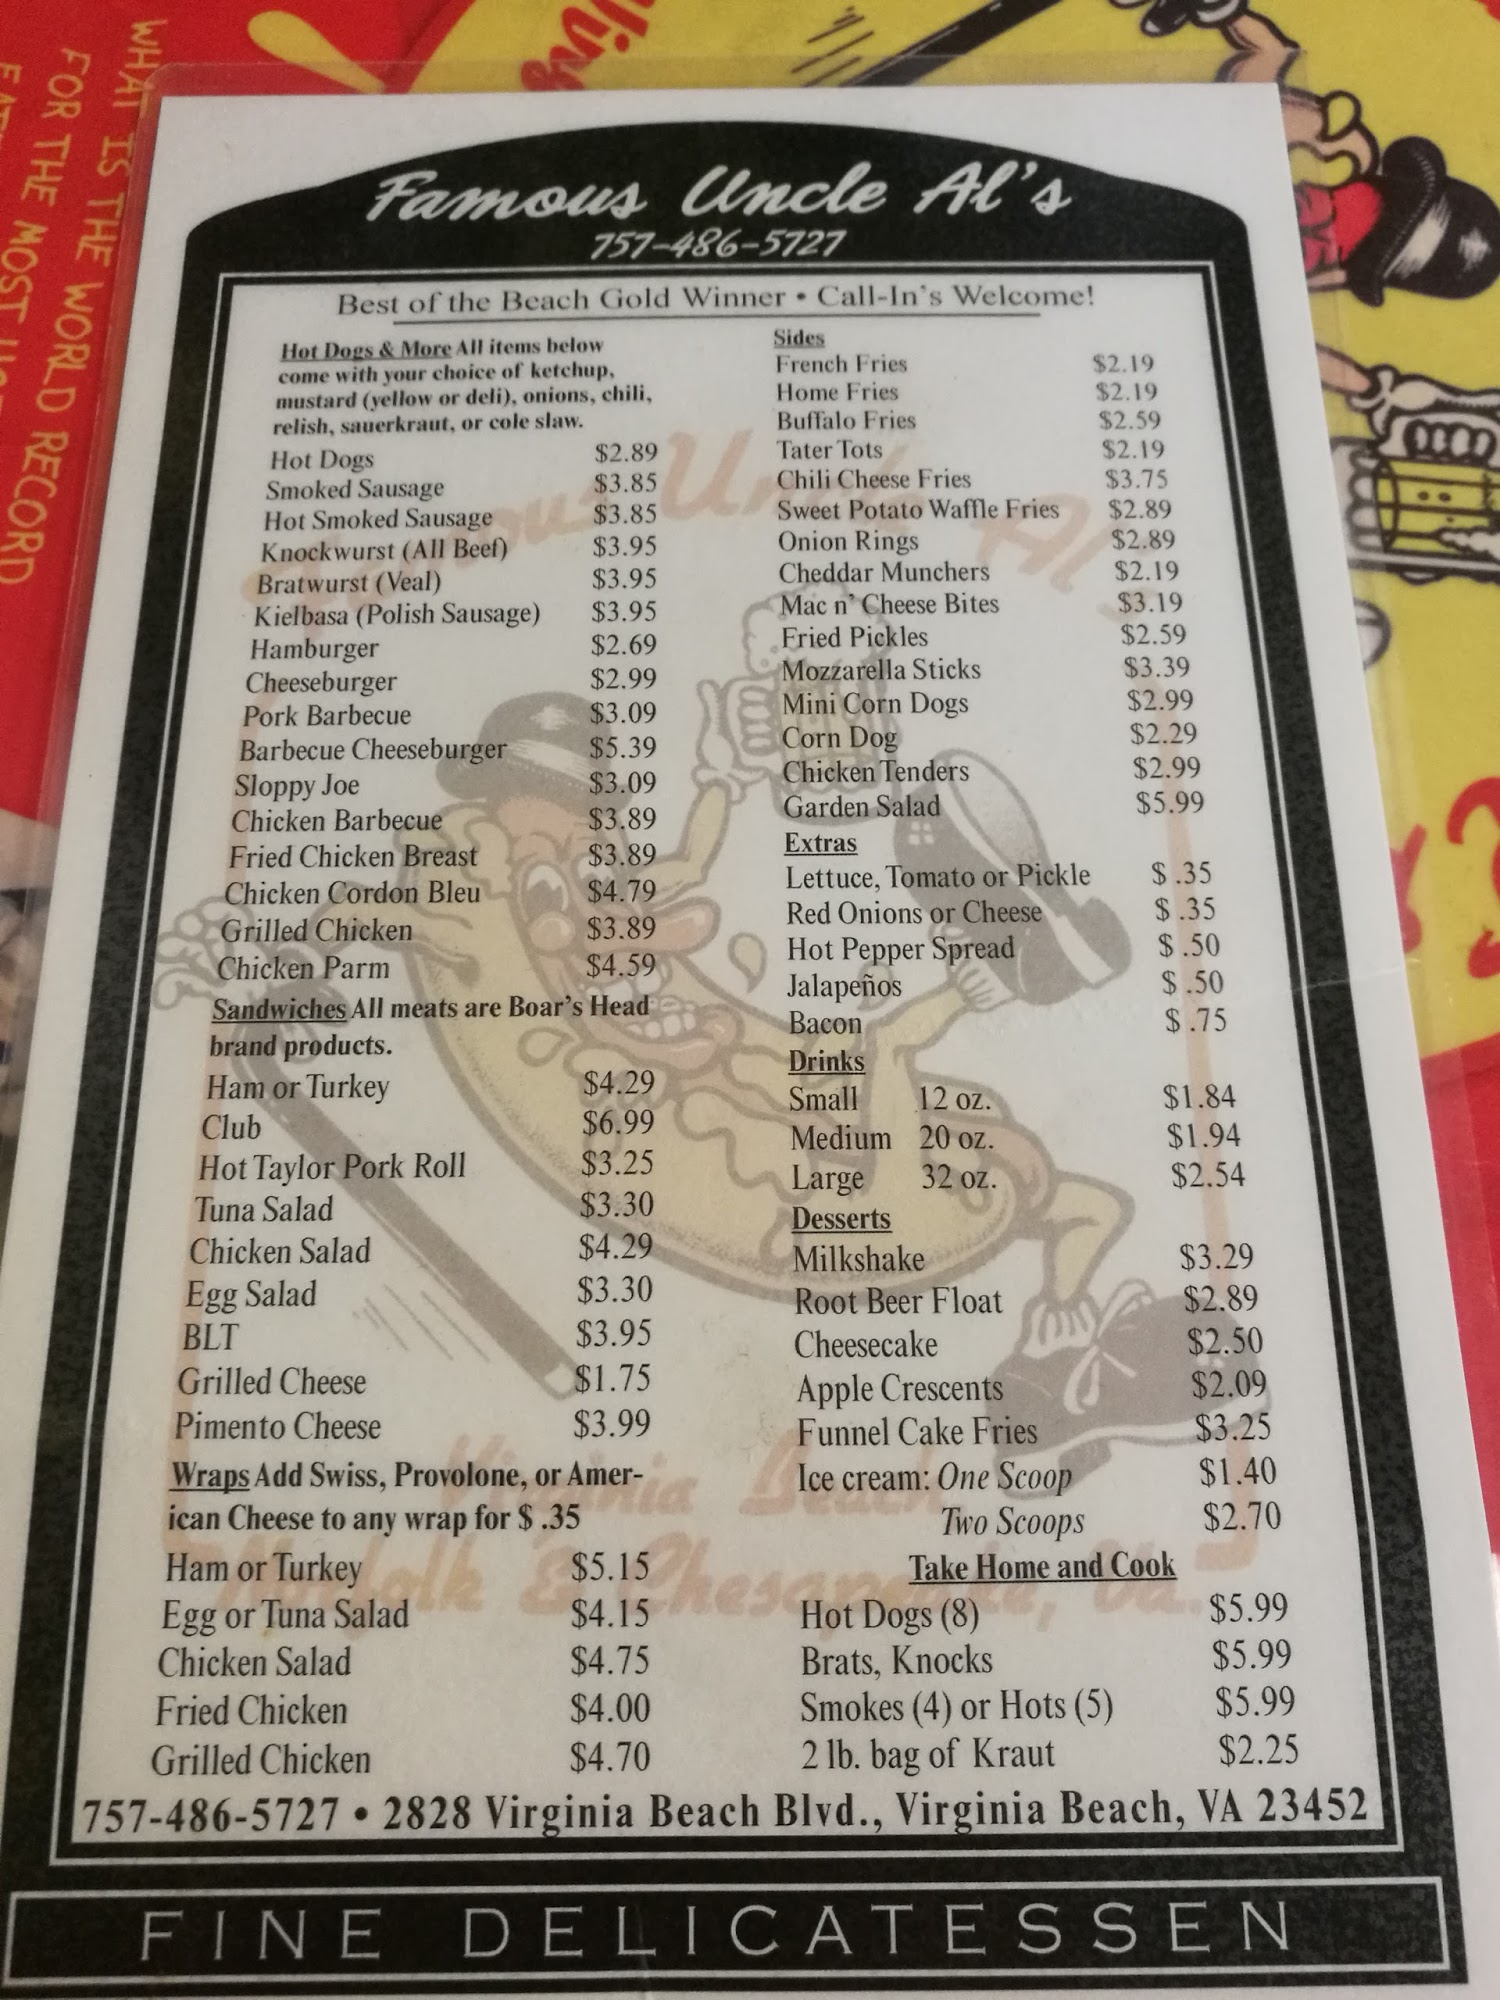 WHAT IS THE WORLD RECORD
FOR THE MOST
Famous Uncle Al's
757-486-5727
Best of the Beach Gold Winner • Call-In's Welcome!
Hot Dogs & More All items below
come with your choice of ketchup,
mustard (yellow or deli), onions, chili,
relish, sauerkraut, or cole slaw.
Hot Dogs $2.89
Smoked Sausage $3.85
Hot Smoked Sausage $3.85
Knockwurst (All Beef) $3.95
Bratwurst (Veal) $3.95
Kielbasa (Polish Sausage) $3.95
Hamburger $2.69
Cheeseburger $2.99
Pork Barbecue $3.09
Barbecue Cheeseburger $5.39
Sloppy Joe $3.09
Chicken Barbecue $3.89
Fried Chicken Breast $3.89
Chicken Cordon Bleu $4.79
Grilled Chicken $3.89
Chicken Parm $4.59
Sandwiches All meats are Boar's Head
brand products.
Ham or Turkey $4.29
Club $6.99
Hot Taylor Pork Roll $3.25
Tuna Salad $3.30
Chicken Salad $4.29
Egg Salad $3.30
BLT $3.95
Grilled Cheese $1.75
Pimento Cheese $3.99
Wraps Add Swiss, Provolone, or Amer-
ican Cheese to any wrap for $ .35
Ham or Turkey $5.15
Egg or Tuna Salad $4.15
Chicken Salad $4.75
Fried Chicken $4.00
Grilled Chicken $4.70
Sides
French Fries $2.19
Home Fries $2.19
Buffalo Fries $2.59
Tater Tots $2.19
Chili Cheese Fries $3.75
Sweet Potato Waffle Fries $2.89
Onion Rings $2.89
Cheddar Munchers $2.19
Mac n' Cheese Bites $3.19
Fried Pickles $2.59
Mozzarella Sticks $3.39
Mini Corn Dogs $2.99
Corn Dog $2.29
Chicken Tenders $2.99
Garden Salad $5.99
Extras
Lettuce, Tomato or Pickle $ .35
Red Onions or Cheese $ .35
Hot Pepper Spread $ .50
Jalapeños $ .50
Bacon $ .75
Drinks
Small 12 oz. $1.84
Medium 20 oz. $1.94
Large 32 oz. $2.54
Desserts
Milkshake $3.29
Root Beer Float $2.89
Cheesecake $2.50
Apple Crescents $2.09
Funnel Cake Fries $3.25
Ice cream: One Scoop $1.40
Two Scoops $2.70
Take Home and Cook
Hot Dogs (8) $5.99
Brats, Knocks $5.99
Smokes (4) or Hots (5) $5.99
2 lb. bag of Kraut $2.25
757-486-5727 • 2828 Virginia Beach Blvd., Virginia Beach, VA 23452
FINE DELICATESSEN